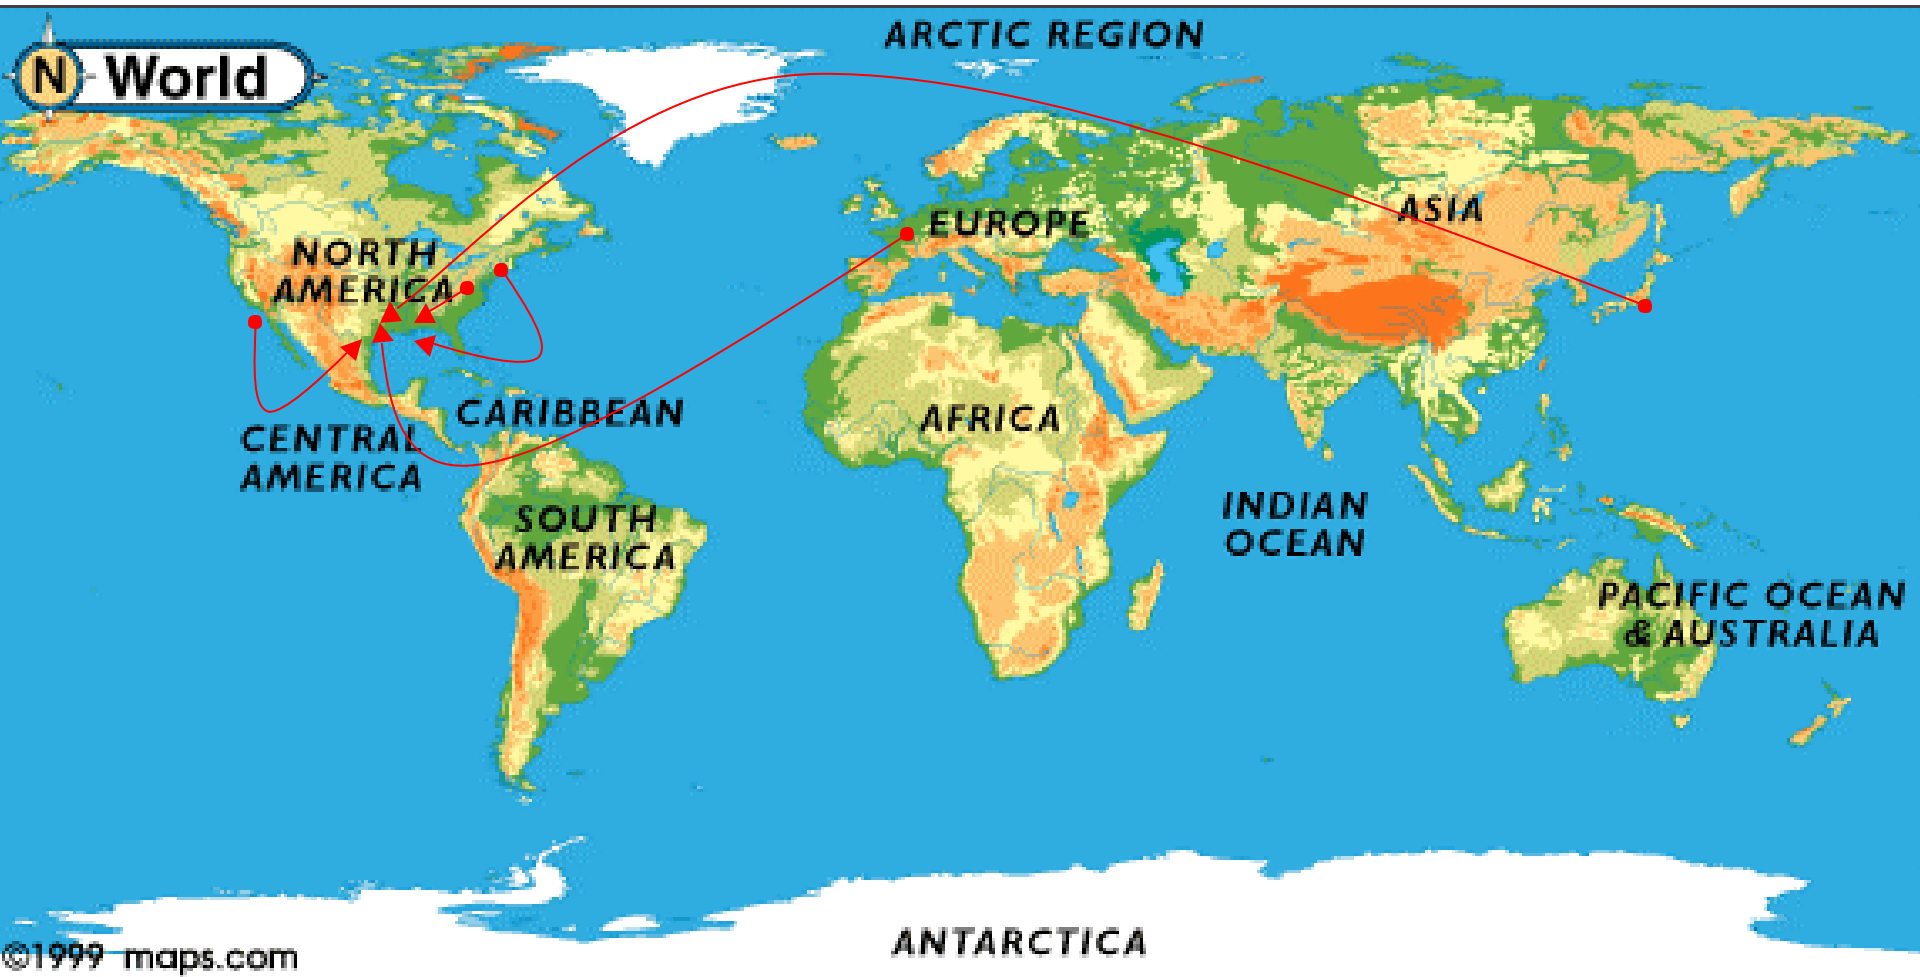 ARCTIC REGION
N World
ASIA
EUROPE
NORTH
AMERICA
CARIBBEAN
AFRICA
CENTRAL
AMERICA
INDIAN
OCEAN
SOUTH
AMERICA
PACIFIC OCEAN
& AUSTRALIA
ANTARCTICA
©1999 maps.com